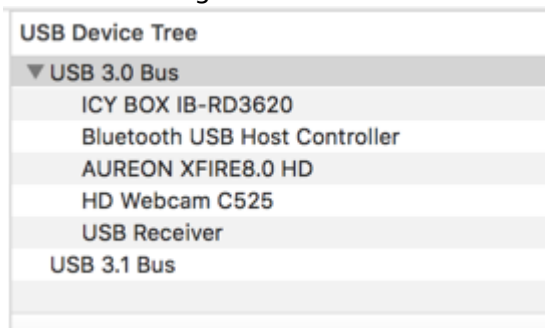 USB Device Tree
USB 3.0 Bus
ICY BOX IB-RD3620
Bluetooth USB Host Controller
AUREON XFIRE8.0 HD
HD Webcam C525
USB Receiver
USB 3.1 Bus